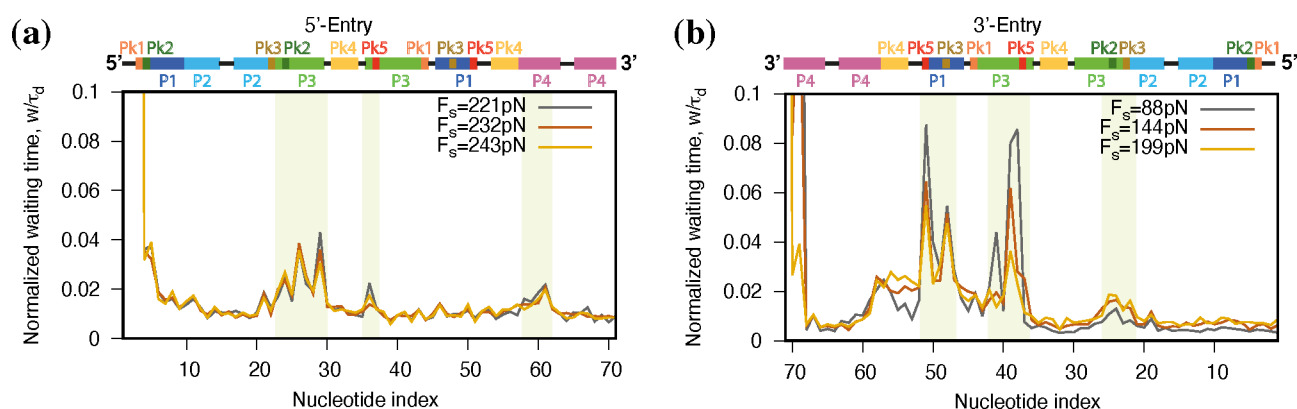 (a)
5’-Entry
Pk1 Pk2 Pk3 Pk2 Pk4 Pk5 Pk1 Pk3 Pk5 Pk4
5’ 3’
P1 P2 P2 P3 P3 P1 P4 P4
Normalized waiting time, w/τd
0.1
0.08
0.06
0.04
0.02
0
Fs=221pN
Fs=232pN
Fs=243pN
10 20 30 40 50 60 70
Nucleotide index
(b)
3’-Entry
Pk4 Pk5 Pk3 Pk1 Pk5 Pk4 Pk2 Pk3 Pk2 Pk1
3’ 5’
P4 P4 P1 P3 P3 P2 P2 P1
Normalized waiting time, w/τd
0.1
0.08
0.06
0.04
0.02
0
Fs=88pN
Fs=144pN
Fs=199pN
70 60 50 40 30 20 10
Nucleotide index